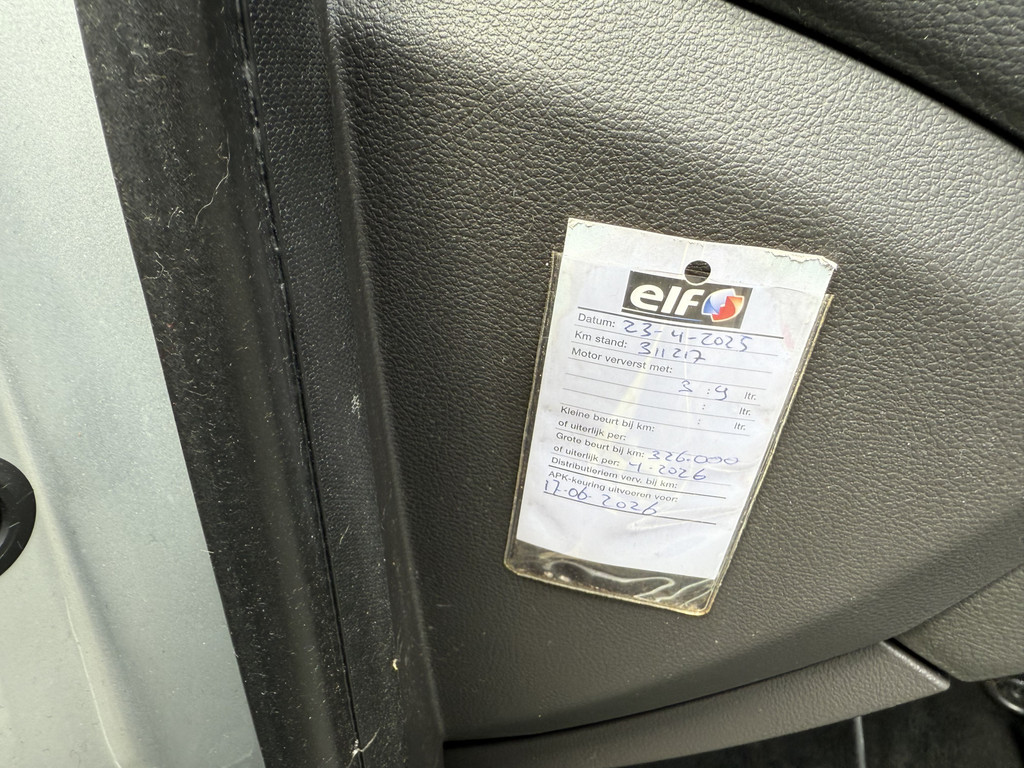 elf
Datum: 23-4-2025
Km stand: 311217
Motor ververst met:
5 : 4 ltr.
: ltr.
Kleine beurt bij km: : ltr.
of uiterlijk per:
Grote beurt bij km: 326.000
of uiterlijk per: 4-2026
Distributieriem verv. bij km:
APK-keuring uitvoeren voor:
17-06-2026